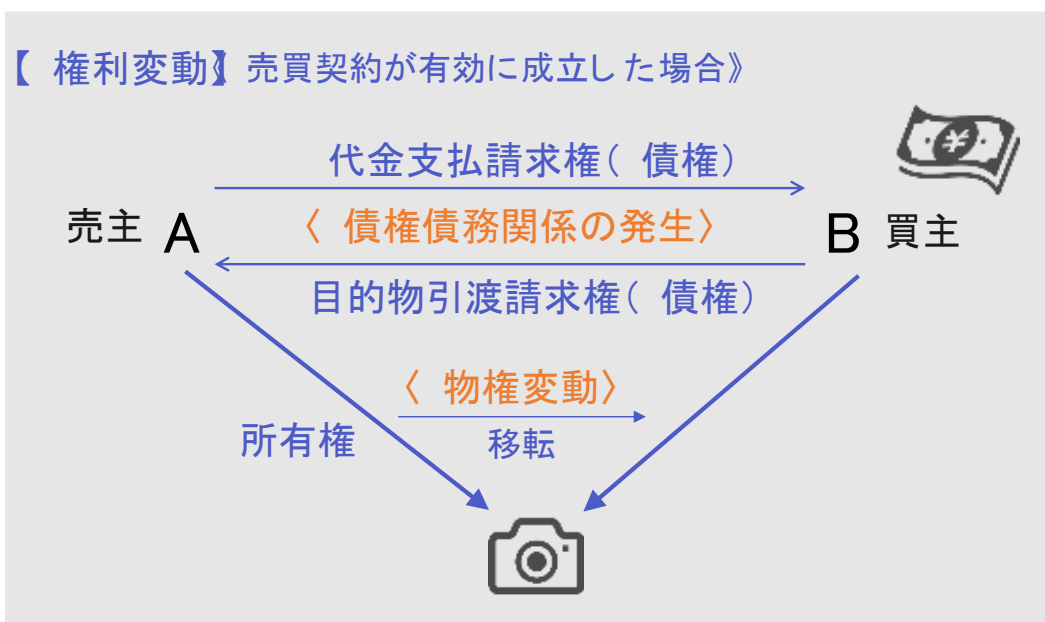 【 権利変動》売買契約が有効に成立した場合》
代金支払請求権( 債権)
売主 A 〈 債権債務関係の発生〉 B 買主
目的物引渡請求権( 債権)
〈 物権変動〉
所有権 移転